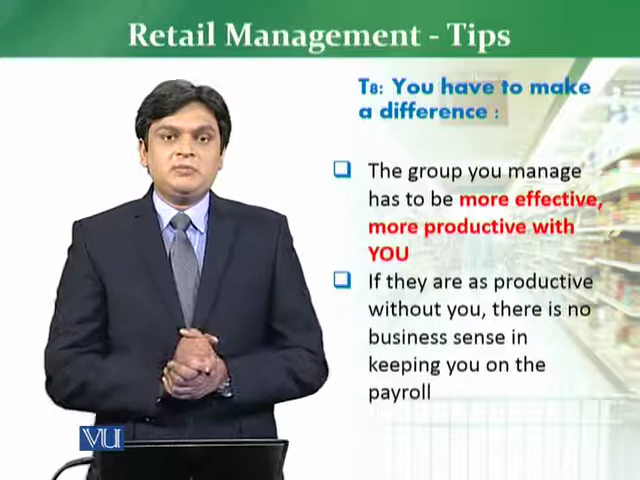 Retail Management - Tips
T8: You have to make
a difference :
❑ The group you manage
has to be more effective,
more productive with
YOU
❑ If they are as productive
without you, there is no
business sense in
keeping you on the
payroll
VU